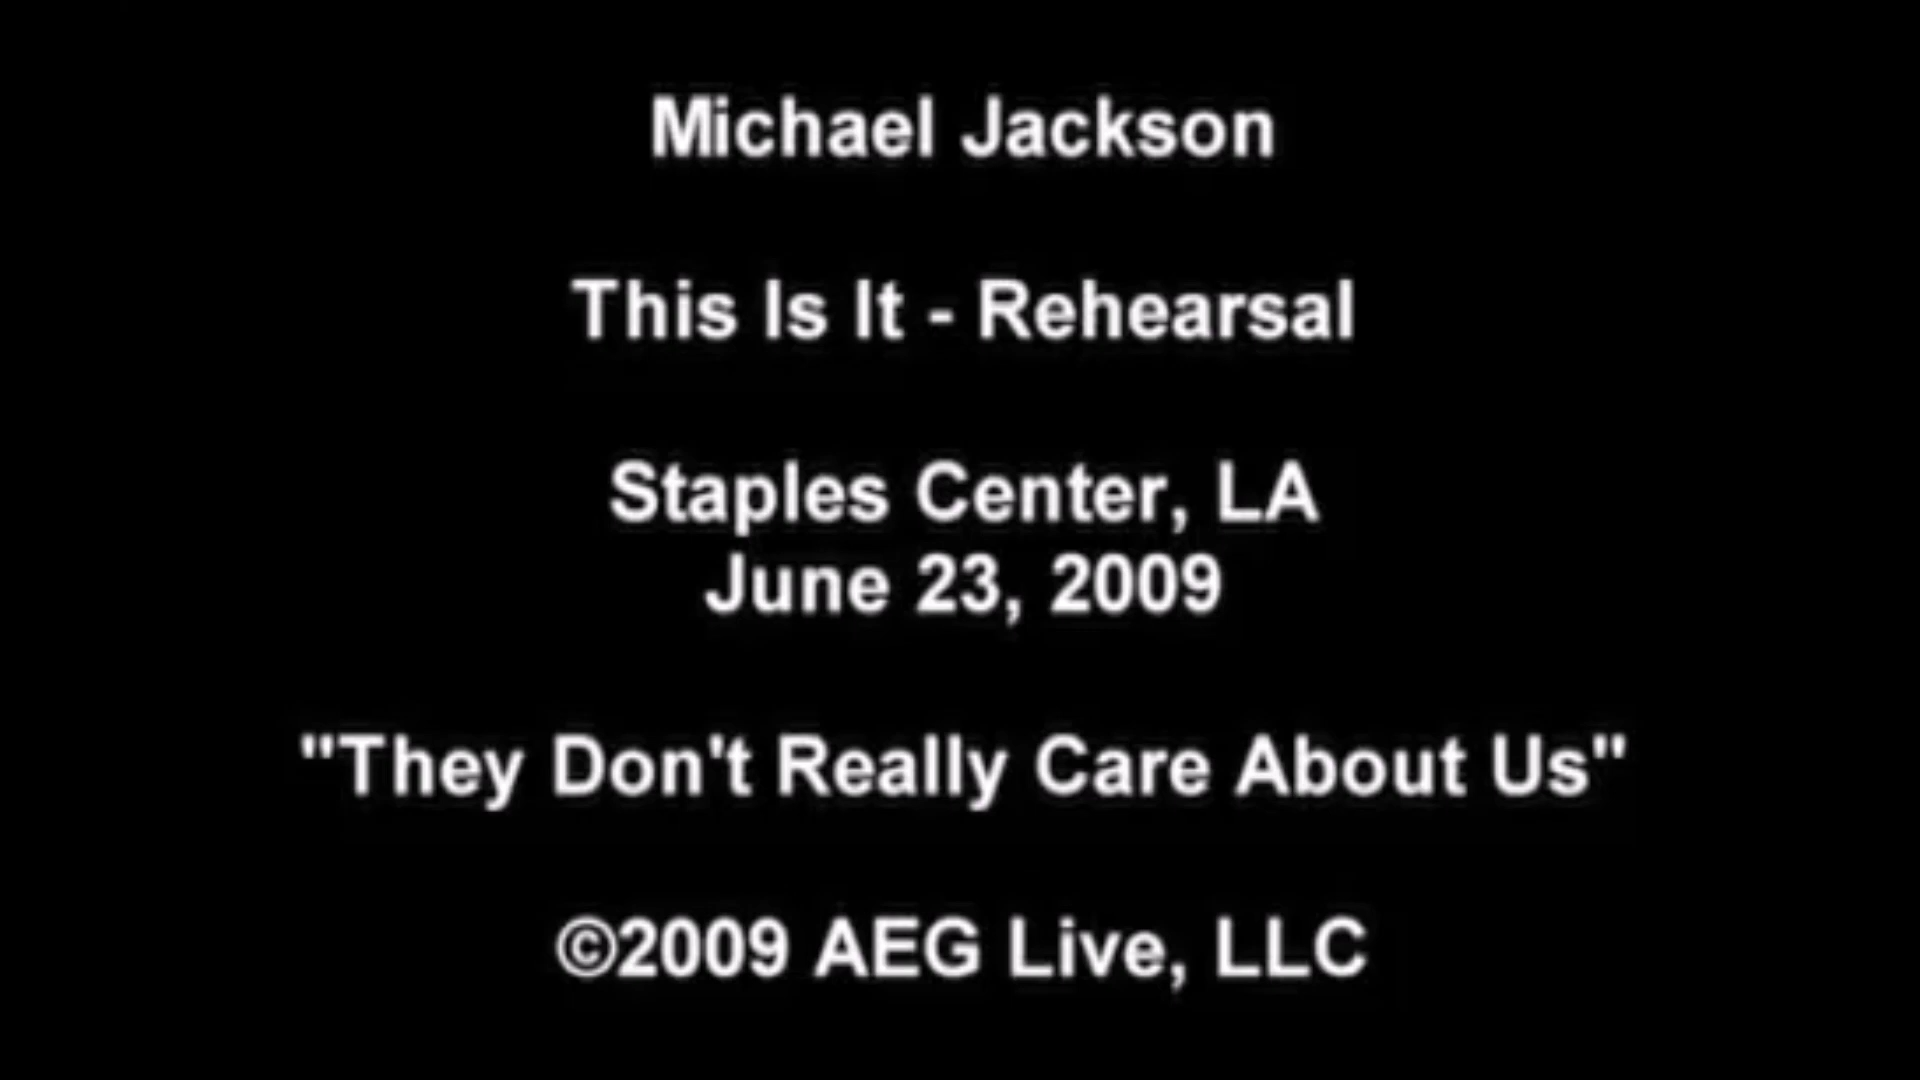 Michael Jackson
This Is It - Rehearsal
Staples Center, LA
June 23, 2009
"They Don't Really Care About Us"
©2009 AEG Live, LLC